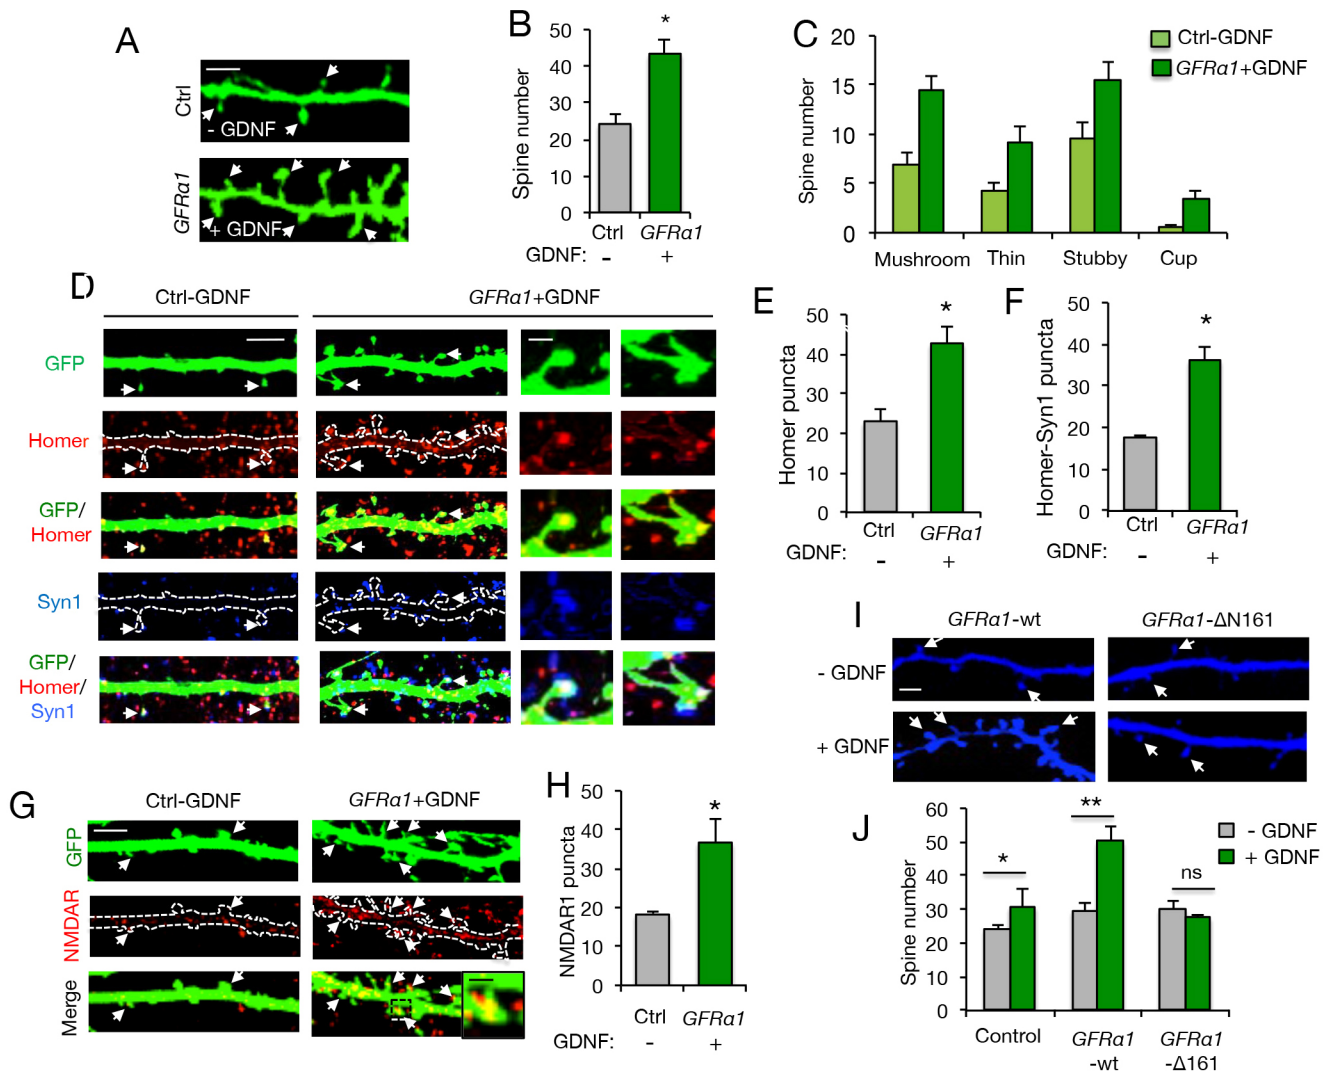 A
Ctrl
- GDNF
GFRα1
+ GDNF
B
Spine number
50
40
30
20
10
0
*
Ctrl GFRα1
GDNF: - +
C
Spine number
20
15
10
5
0
Ctrl-GDNF
GFRα1+GDNF
Mushroom Thin Stubby Cup
D
Ctrl-GDNF GFRα1+GDNF
GFP
Homer
GFP/
Homer
Syn1
GFP/
Homer/
Syn1
E
Homer puncta
50
40
30
20
10
0
*
Ctrl GFRα1
GDNF: - +
F
Homer-Syn1 puncta
50
40
30
20
10
0
*
Ctrl GFRα1
GDNF: - +
G
Ctrl-GDNF GFRα1+GDNF
GFP
NMDAR
Merge
H
NMDAR1 puncta
50
40
30
20
10
0
*
Ctrl GFRα1
GDNF: - +
I
GFRα1-wt GFRα1-ΔN161
- GDNF
+ GDNF
J
Spine number
60
50
40
30
20
10
0
*
**
ns
- GDNF
+ GDNF
Control GFRα1 GFRα1
-wt -Δ161